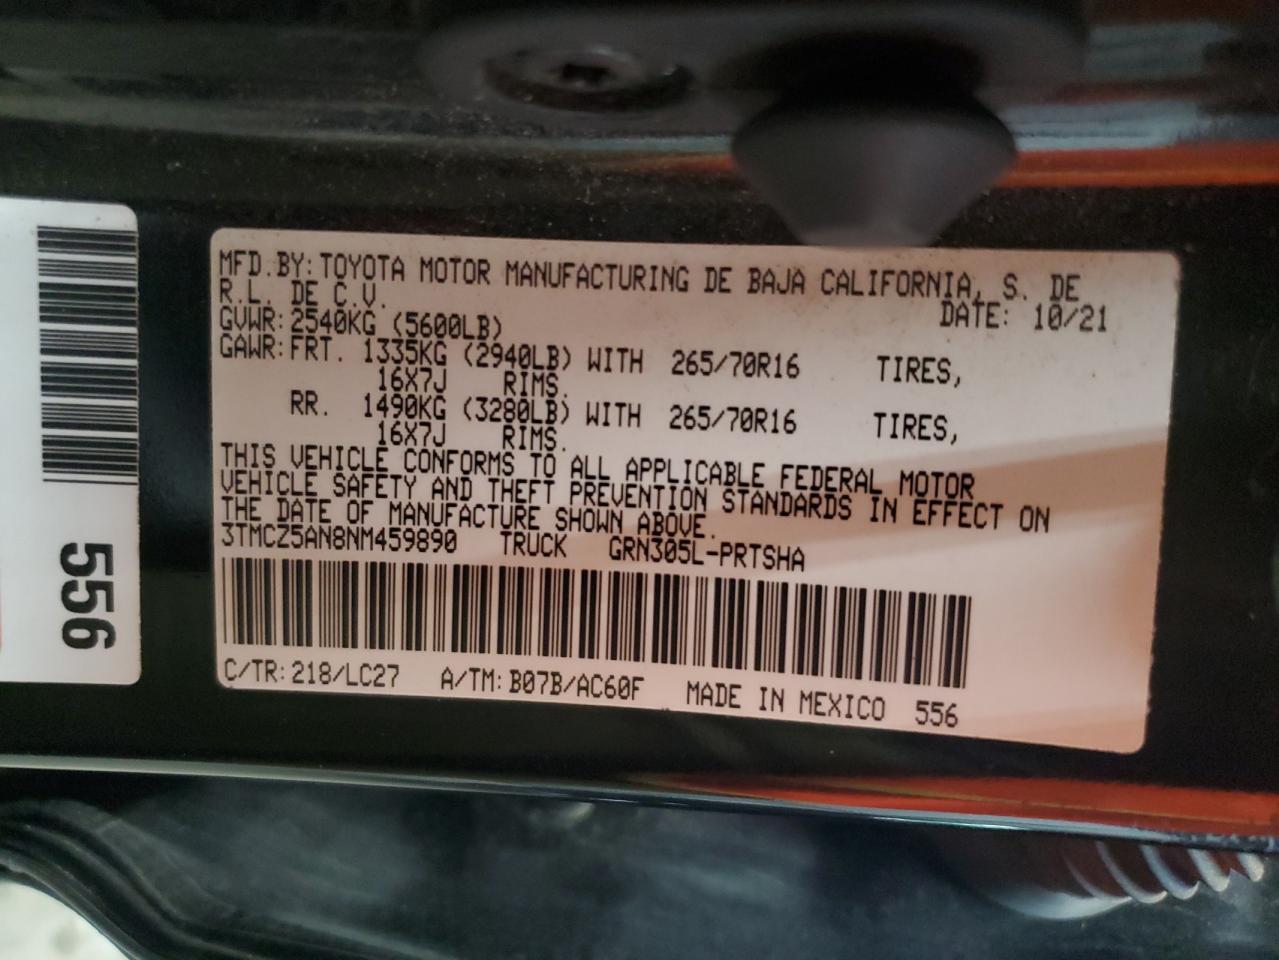 MFD.BY:TOYOTA MOTOR MANUFACTURING DE BAJA CALIFORNIA, S. DE
R.L. DE C.V. DATE: 10/21
GVWR:2540KG (5600LB)
GAWR:FRT. 1335KG (2940LB) WITH 265/70R16 TIRES,
16X7J RIMS.
RR. 1490KG (3280LB) WITH 265/70R16 TIRES,
16X7J RIMS.
THIS VEHICLE CONFORMS TO ALL APPLICABLE FEDERAL MOTOR
VEHICLE SAFETY AND THEFT PREVENTION STANDARDS IN EFFECT ON
THE DATE OF MANUFACTURE SHOWN ABOVE.
3TMCZ5AN8NM459890 TRUCK GRN305L-PRTSHA
C/TR:218/LC27 A/TM:B07B/AC60F MADE IN MEXICO 556
556